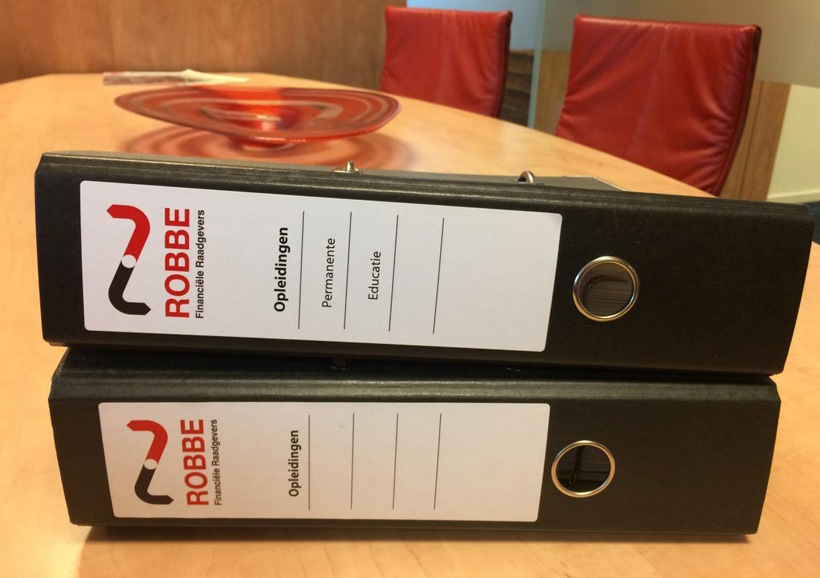 ROBBE
Financiële Raadgevers
Opleidingen
Permanente
Educatie
ROBBE
Financiële Raadgevers
Opleidingen